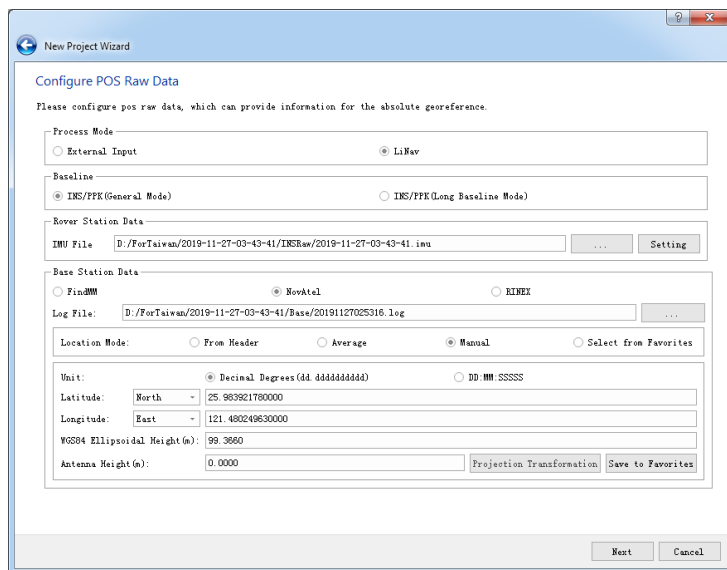 New Project Wizard
Configure POS Raw Data
Please configure pos raw data, which can provide information for the absolute georeference.
Process Mode
External Input LiNav
Baseline
INS/PPK(General Mode) INS/PPK(Long Baseline Mode)
Rover Station Data
IMU File D:/ForTaiwan/2019-11-27-03-43-41/INSRaw/2019-11-27-03-43-41.imu ... Setting
Base Station Data
FindMM NovAtel RINEX
Log File: D:/ForTaiwan/2019-11-27-03-43-41/Base/20191127025316.log ...
Location Mode: From Header Average Manual Select from Favorites
Unit: Decimal Degrees(dd.dddddddddd) DD:MM:SSSSS
Latitude: North 25.983921780000
Longitude: East 121.480249630000
WGS84 Ellipsoidal Height(m): 99.3660
Antenna Height(m): 0.0000 Projection Transformation Save to Favorites
Next Cancel